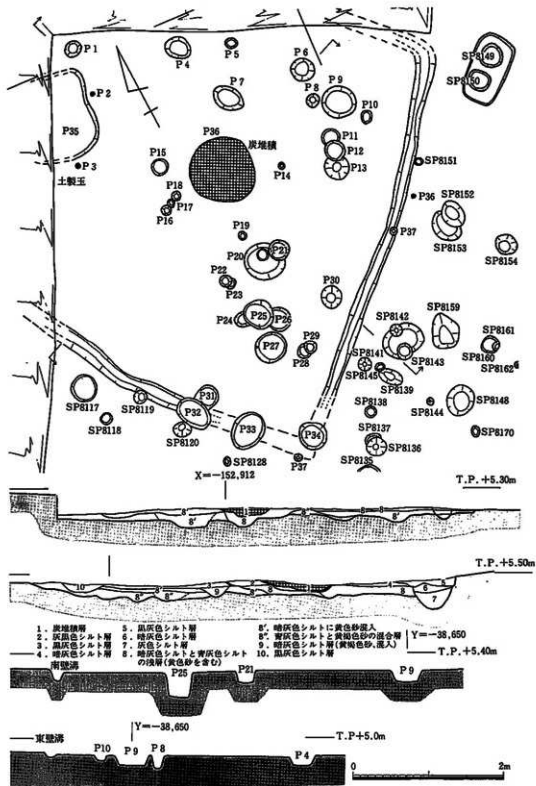 P1
P4
P5
P6
P7
P8
P9
P10
P2
P35
P3
土製玉
P36
炭堆積
P11
P12
P13
P14
P15
P18
P17
P16
P19
P20
P21
P22
P23
P24
P25
P26
P27
P28
P29
P30
P31
P32
P33
P34
P36
P37
P37
SP8149
SP8150
SP8151
SP8152
SP8153
SP8154
SP8142
SP8159
SP8161
SP8160
SP8162
SP8141
SP8143
SP8145
SP8139
SP8138
SP8144
SP8148
SP8137
SP8136
SP8170
SP8135
SP8117
SP8118
SP8119
SP8120
SP8128
X=-152,912
T.P.+5.30m
8' 1 8' 8'
8' 8
T.P.+5.50m
1. 炭堆積層
2. 灰黒色シルト層
3. 黒灰色シルト層
4. 暗灰色シルト層
5. 黒灰色シルト層
6. 暗灰色シルト層
7. 灰色シルト層
8. 暗灰色シルトと青灰色シルト
の浅層(黄色砂を含む)
8′. 暗灰色シルトに黄色砂混入
8″. 青灰色シルトと黄褐色砂の混合層
9. 暗灰色シルト層(黄褐色砂、混入)
10. 黒灰色シルト層
Y=-38,650
T.P.+5.40m
南壁溝
P25
P21
P9
Y=-38,650
東壁溝
T.P+5.0m
P10
P9
P8
P4
0
2m